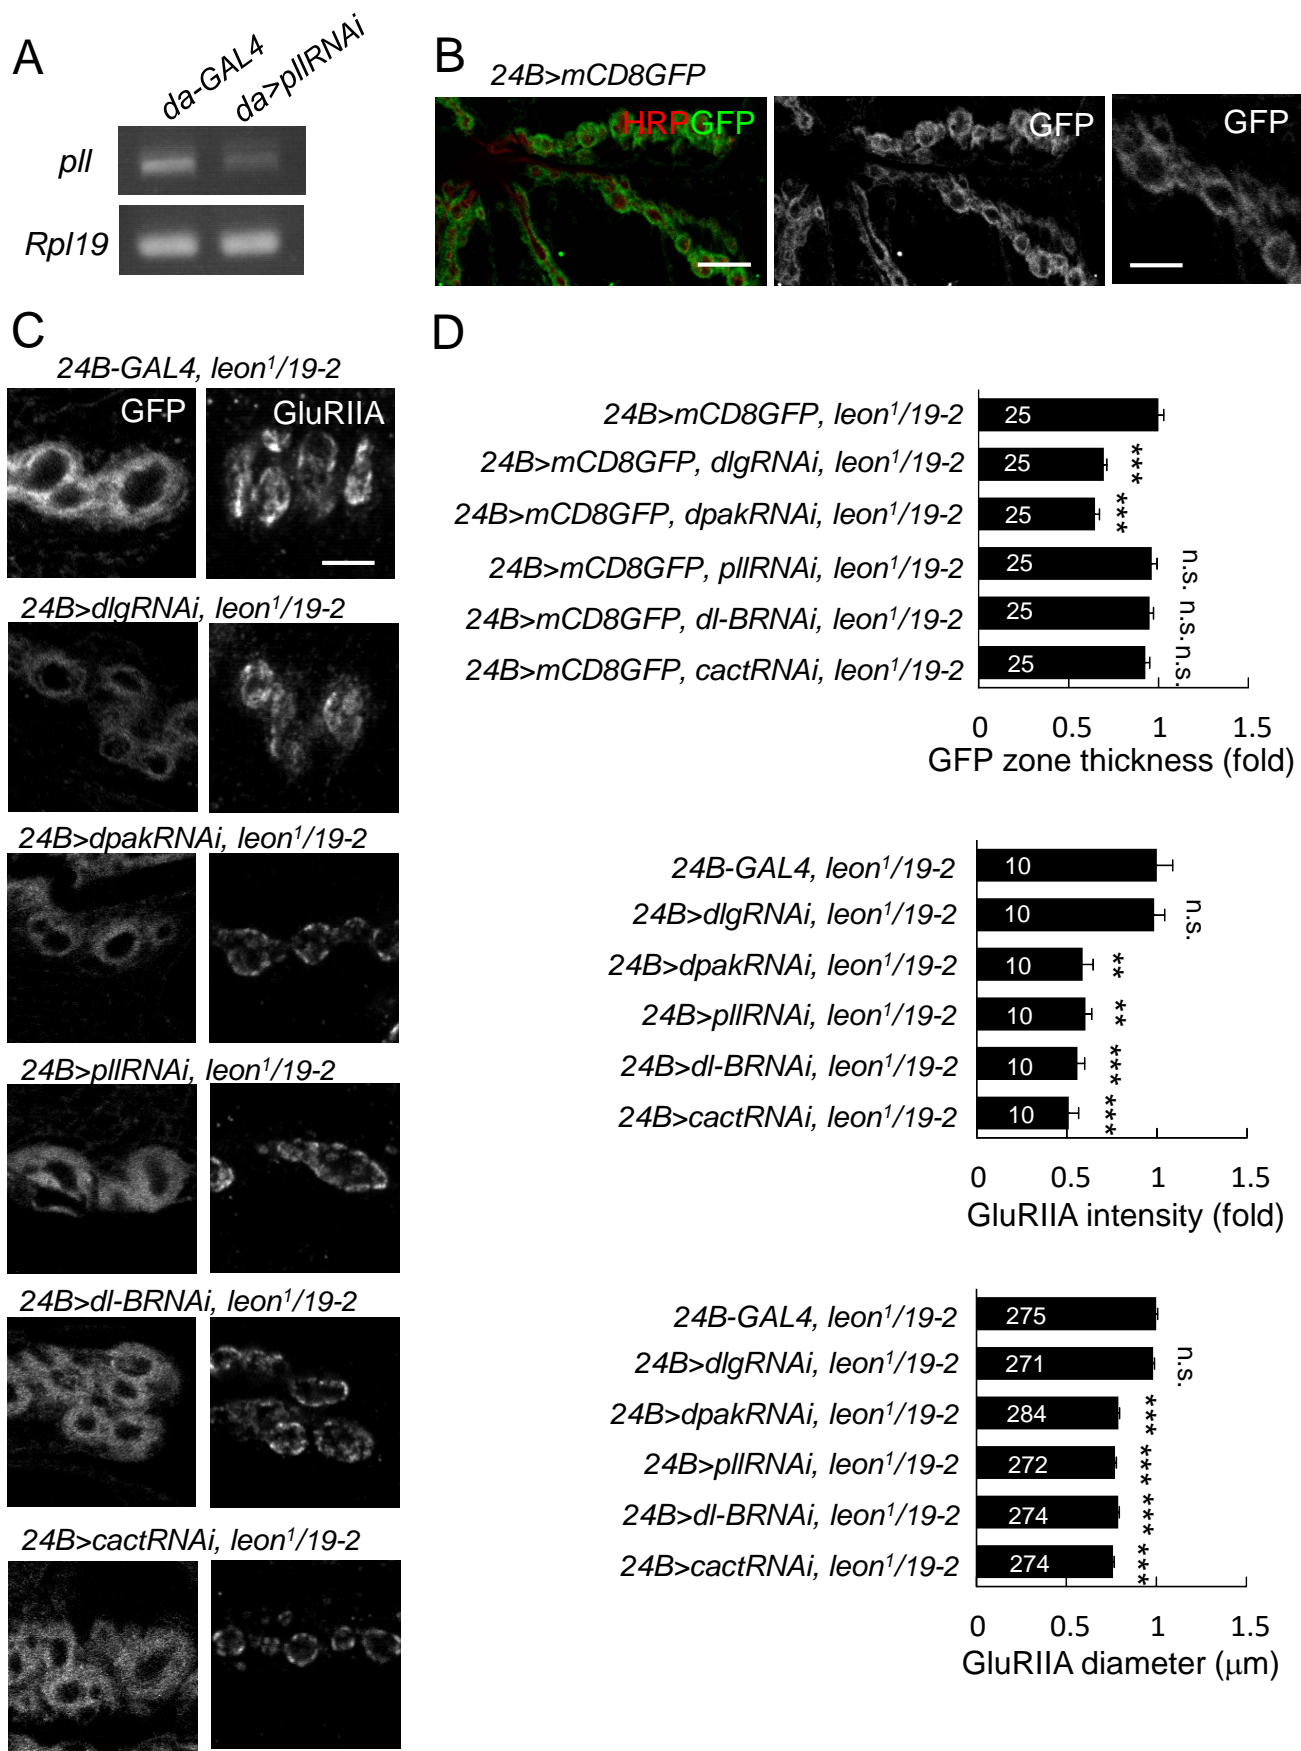 A
da-GAL4
da>pllRNAi
pll
Rpl19
B
24B>mCD8GFP
HRPGFP
GFP
GFP
C
24B-GAL4, leon1/19-2
GFP
GluRIIA
24B>dlgRNAi, leon1/19-2
24B>dpakRNAi, leon1/19-2
24B>pllRNAi, leon1/19-2
24B>dl-BRNAi, leon1/19-2
24B>cactRNAi, leon1/19-2
D
24B>mCD8GFP, leon1/19-2 25
24B>mCD8GFP, dlgRNAi, leon1/19-2 25 ***
24B>mCD8GFP, dpakRNAi, leon1/19-2 25 ***
24B>mCD8GFP, pllRNAi, leon1/19-2 25 n.s.
24B>mCD8GFP, dl-BRNAi, leon1/19-2 25 n.s.
24B>mCD8GFP, cactRNAi, leon1/19-2 25 n.s.
0 0.5 1 1.5
GFP zone thickness (fold)
24B-GAL4, leon1/19-2 10
24B>dlgRNAi, leon1/19-2 10 n.s.
24B>dpakRNAi, leon1/19-2 10 **
24B>pllRNAi, leon1/19-2 10 **
24B>dl-BRNAi, leon1/19-2 10 ***
24B>cactRNAi, leon1/19-2 10 ***
0 0.5 1 1.5
GluRIIA intensity (fold)
24B-GAL4, leon1/19-2 275
24B>dlgRNAi, leon1/19-2 271 n.s.
24B>dpakRNAi, leon1/19-2 284 ***
24B>pllRNAi, leon1/19-2 272 ***
24B>dl-BRNAi, leon1/19-2 274 ***
24B>cactRNAi, leon1/19-2 274 ***
0 0.5 1 1.5
GluRIIA diameter (μm)